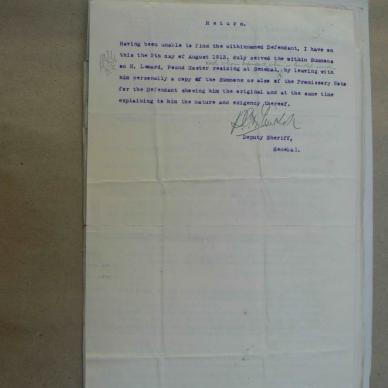 Return.
Having been unable to find the withinnamed Defendant, I have on
this the 8th day of August 1913, duly served the within Summons
on H. Lemard, Pound Master residing at Senekal, by leaving with
him personally a copy of the Summons as also of the Promissory Note
for the Defendant shewing him the original and at the same time
explaining to him the nature and exigency thereof.
Deputy Sheriff,
Senekal.